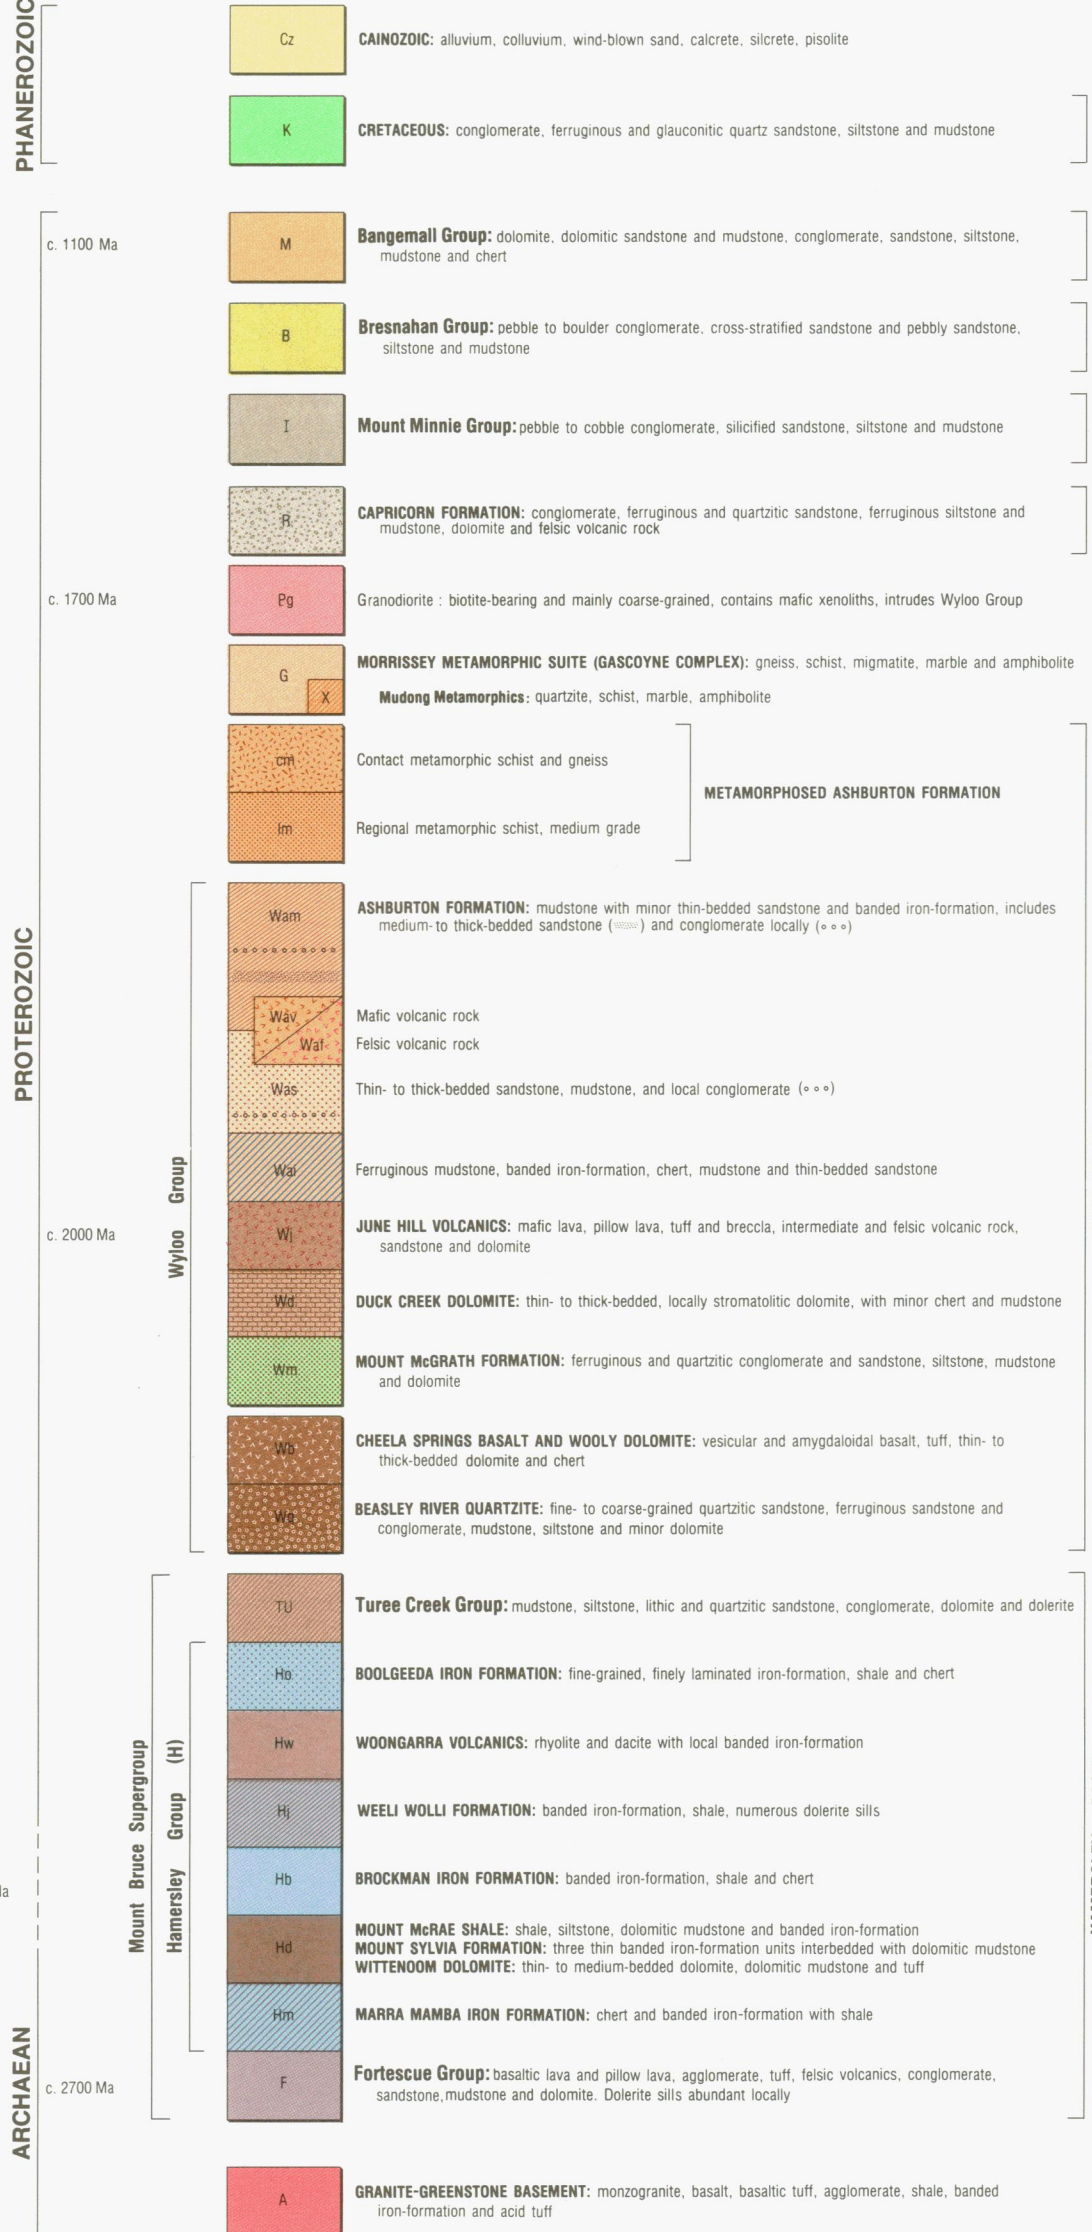 PHANEROZOIC
Cz
CAINOZOIC: alluvium, colluvium, wind-blown sand, calcrete, silcrete, pisolite
K
CRETACEOUS: conglomerate, ferruginous and glauconitic quartz sandstone, siltstone and mudstone
PROTEROZOIC
c. 1100 Ma
M
Bangemall Group: dolomite, dolomitic sandstone and mudstone, conglomerate, sandstone, siltstone,
mudstone and chert
B
Bresnahan Group: pebble to boulder conglomerate, cross-stratified sandstone and pebbly sandstone,
siltstone and mudstone
I
Mount Minnie Group: pebble to cobble conglomerate, silicified sandstone, siltstone and mudstone
R
CAPRICORN FORMATION: conglomerate, ferruginous and quartzitic sandstone, ferruginous siltstone and
mudstone, dolomite and felsic volcanic rock
c. 1700 Ma
Pg
Granodiorite : biotite-bearing and mainly coarse-grained, contains mafic xenoliths, intrudes Wyloo Group
G
MORRISSEY METAMORPHIC SUITE (GASCOYNE COMPLEX): gneiss, schist, migmatite, marble and amphibolite
X
Mudong Metamorphics: quartzite, schist, marble, amphibolite
cm
Contact metamorphic schist and gneiss
METAMORPHOSED ASHBURTON FORMATION
lm
Regional metamorphic schist, medium grade
Wyloo Group
Wam
ASHBURTON FORMATION: mudstone with minor thin-bedded sandstone and banded iron-formation, includes
medium- to thick-bedded sandstone ( ) and conglomerate locally (∘∘∘)
Wav
Mafic volcanic rock
Waf
Felsic volcanic rock
Was
Thin- to thick-bedded sandstone, mudstone, and local conglomerate (∘∘∘)
Wai
Ferruginous mudstone, banded iron-formation, chert, mudstone and thin-bedded sandstone
c. 2000 Ma
Wj
JUNE HILL VOLCANICS: mafic lava, pillow lava, tuff and breccla, intermediate and felsic volcanic rock,
sandstone and dolomite
Wd
DUCK CREEK DOLOMITE: thin- to thick-bedded, locally stromatolitic dolomite, with minor chert and mudstone
Wm
MOUNT McGRATH FORMATION: ferruginous and quartzitic conglomerate and sandstone, siltstone, mudstone
and dolomite
Wb
CHEELA SPRINGS BASALT AND WOOLY DOLOMITE: vesicular and amygdaloidal basalt, tuff, thin- to
thick-bedded dolomite and chert
Wq
BEASLEY RIVER QUARTZITE: fine- to coarse-grained quartzitic sandstone, ferruginous sandstone and
conglomerate, mudstone, siltstone and minor dolomite
Mount Bruce Supergroup
TU
Turee Creek Group: mudstone, siltstone, lithic and quartzitic sandstone, conglomerate, dolomite and dolerite
Hamersley Group (H)
Ho
BOOLGEEDA IRON FORMATION: fine-grained, finely laminated iron-formation, shale and chert
Hw
WOONGARRA VOLCANICS: rhyolite and dacite with local banded iron-formation
Hj
WEELI WOLLI FORMATION: banded iron-formation, shale, numerous dolerite sills
Hb
BROCKMAN IRON FORMATION: banded iron-formation, shale and chert
Hd
MOUNT McRAE SHALE: shale, siltstone, dolomitic mudstone and banded iron-formation
MOUNT SYLVIA FORMATION: three thin banded iron-formation units interbedded with dolomitic mudstone
WITTENOOM DOLOMITE: thin- to medium-bedded dolomite, dolomitic mudstone and tuff
Hm
MARRA MAMBA IRON FORMATION: chert and banded iron-formation with shale
ARCHAEAN
c. 2700 Ma
F
Fortescue Group: basaltic lava and pillow lava, agglomerate, tuff, felsic volcanics, conglomerate,
sandstone, mudstone and dolomite. Dolerite sills abundant locally
A
GRANITE-GREENSTONE BASEMENT: monzogranite, basalt, basaltic tuff, agglomerate, shale, banded
iron-formation and acid tuff